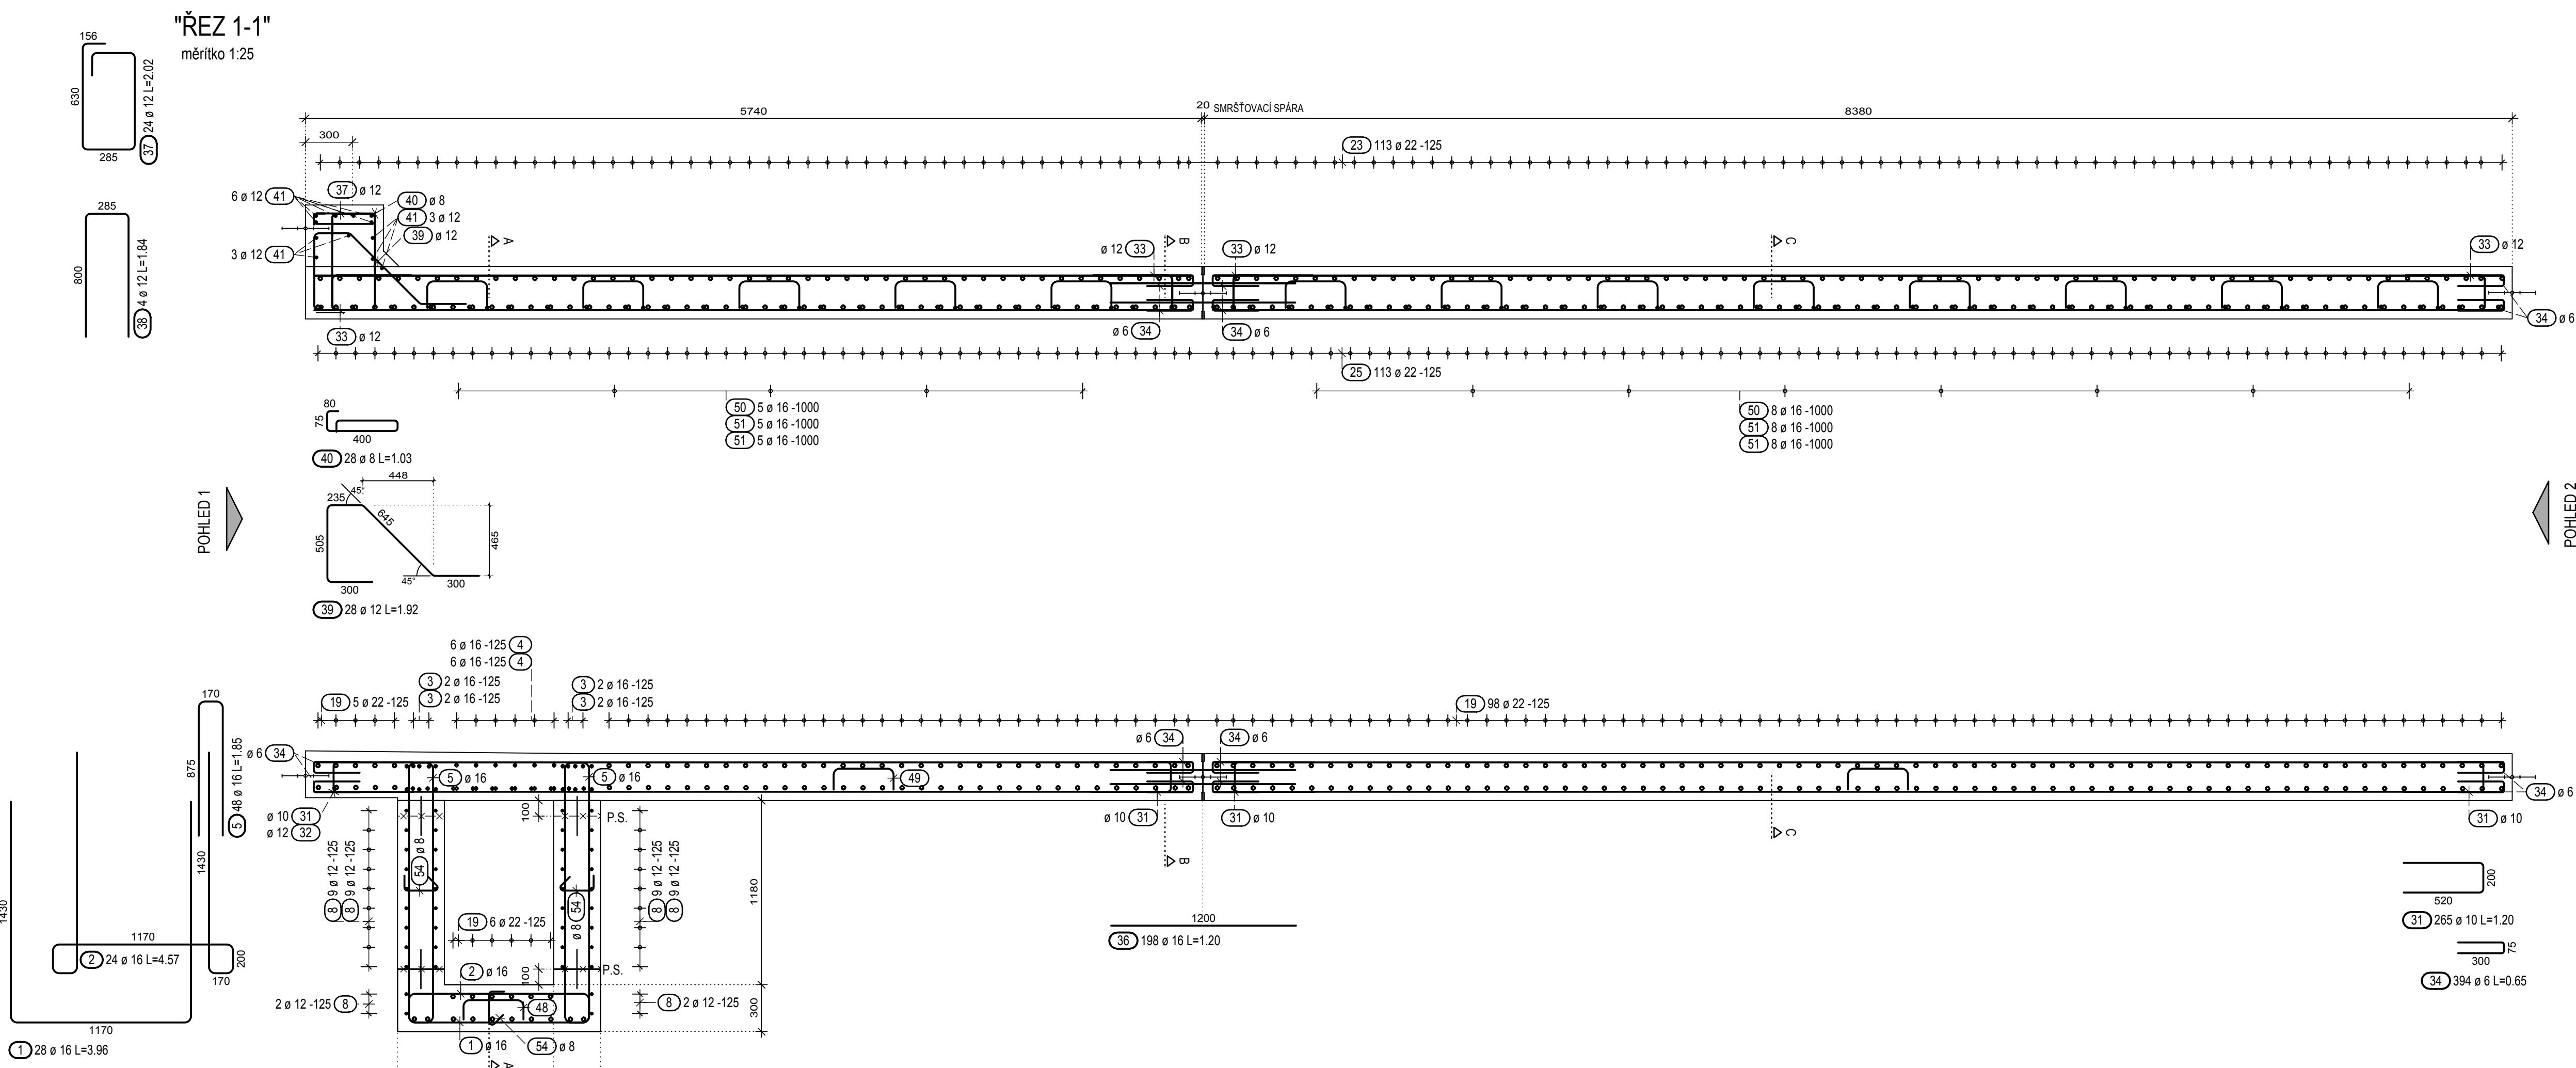 "ŘEZ 1-1"
měrítko 1:25
156
630
285
37 24 ø 12 L=2.02
285
800
38 4 ø 12 L=1.84
5740
20 SMRŠŤOVACÍ SPÁRA
8380
300
23 113 ø 22 -125
6 ø 12 41
37 ø 12
40 ø 8
41 3 ø 12
39 ø 12
3 ø 12 41
A
ø 12 33
B
33 ø 12
C
33 ø 12
33 ø 12
ø 6 34
34 ø 6
34 ø 6
25 113 ø 22 -125
50 5 ø 16 -1000
51 5 ø 16 -1000
51 5 ø 16 -1000
50 8 ø 16 -1000
51 8 ø 16 -1000
51 8 ø 16 -1000
80
75
400
40 28 ø 8 L=1.03
POHLED 1
POHLED 2
448
235
45°
645
505
465
45°
300
300
39 28 ø 12 L=1.92
6 ø 16 -125 4
6 ø 16 -125 4
3 2 ø 16 -125
3 2 ø 16 -125
3 2 ø 16 -125
3 2 ø 16 -125
19 5 ø 22 -125
19 98 ø 22 -125
170
875
5 48 ø 16 L=1.85
ø 6 34
ø 6 34
34 ø 6
5 ø 16
5 ø 16
49
34 ø 6
ø 10 31
ø 12 32
100
P.S.
ø 10 31
31 ø 10
31 ø 10
B
C
54 ø 8
54
ø 8
8 9 ø 12 -125
8 9 ø 12 -125
8 9 ø 12 -125
8 9 ø 12 -125
1180
19 6 ø 22 -125
1430
1430
1170
200
170
2 24 ø 16 L=4.57
1170
1 28 ø 16 L=3.96
2 ø 16
100
P.S.
2 ø 12 -125 8
48
8 2 ø 12 -125
300
1 ø 16
54 ø 8
A
1200
36 198 ø 16 L=1.20
200
520
31 265 ø 10 L=1.20
75
300
34 394 ø 6 L=0.65